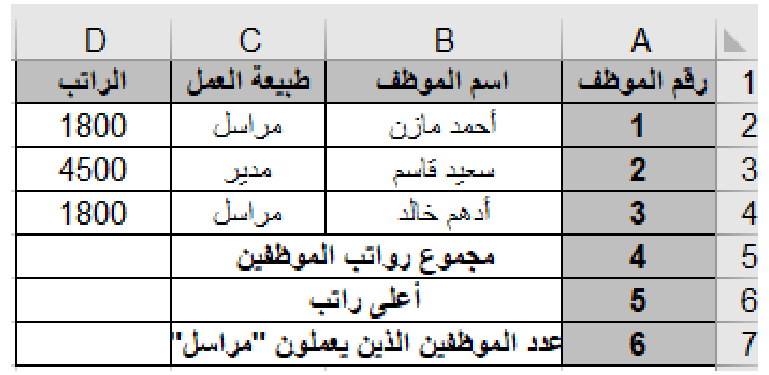 A B C D
1 رقم الموظف اسم الموظف طبيعة العمل الراتب
2 1 أحمد مازن مراسل 1800
3 2 سعيد قاسم مدير 4500
4 3 أدهم خالد مراسل 1800
5 4 مجموع رواتب الموظفين
6 5 أعلى راتب
7 6 عدد الموظفين الذين يعملون "مراسل"